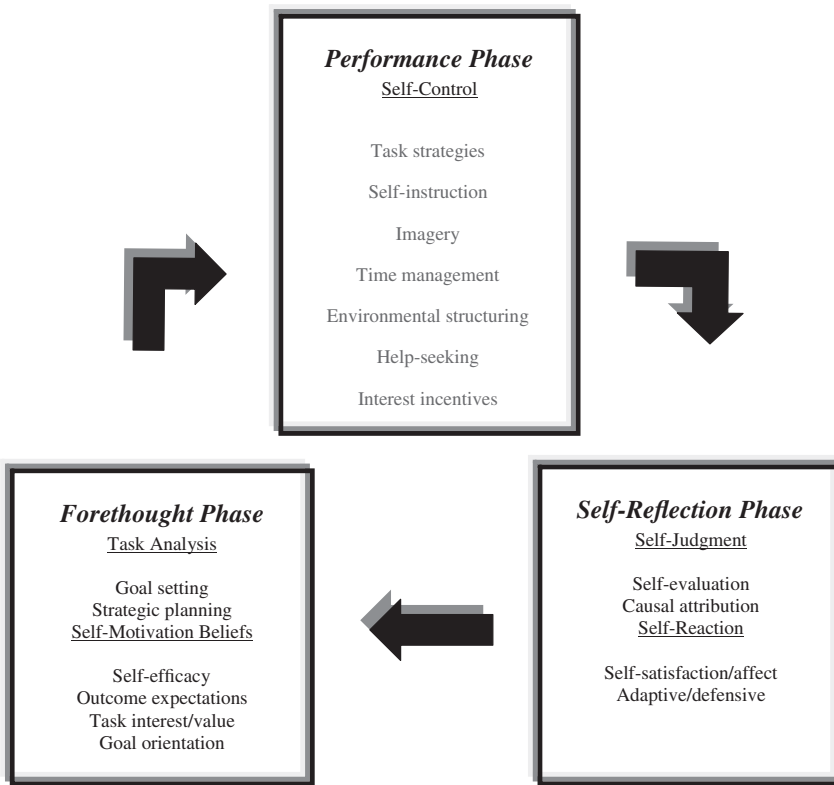 Performance Phase
Self-Control
Task strategies
Self-instruction
Imagery
Time management
Environmental structuring
Help-seeking
Interest incentives
Forethought Phase
Task Analysis
Goal setting
Strategic planning
Self-Motivation Beliefs
Self-efficacy
Outcome expectations
Task interest/value
Goal orientation
Self-Reflection Phase
Self-Judgment
Self-evaluation
Causal attribution
Self-Reaction
Self-satisfaction/affect
Adaptive/defensive